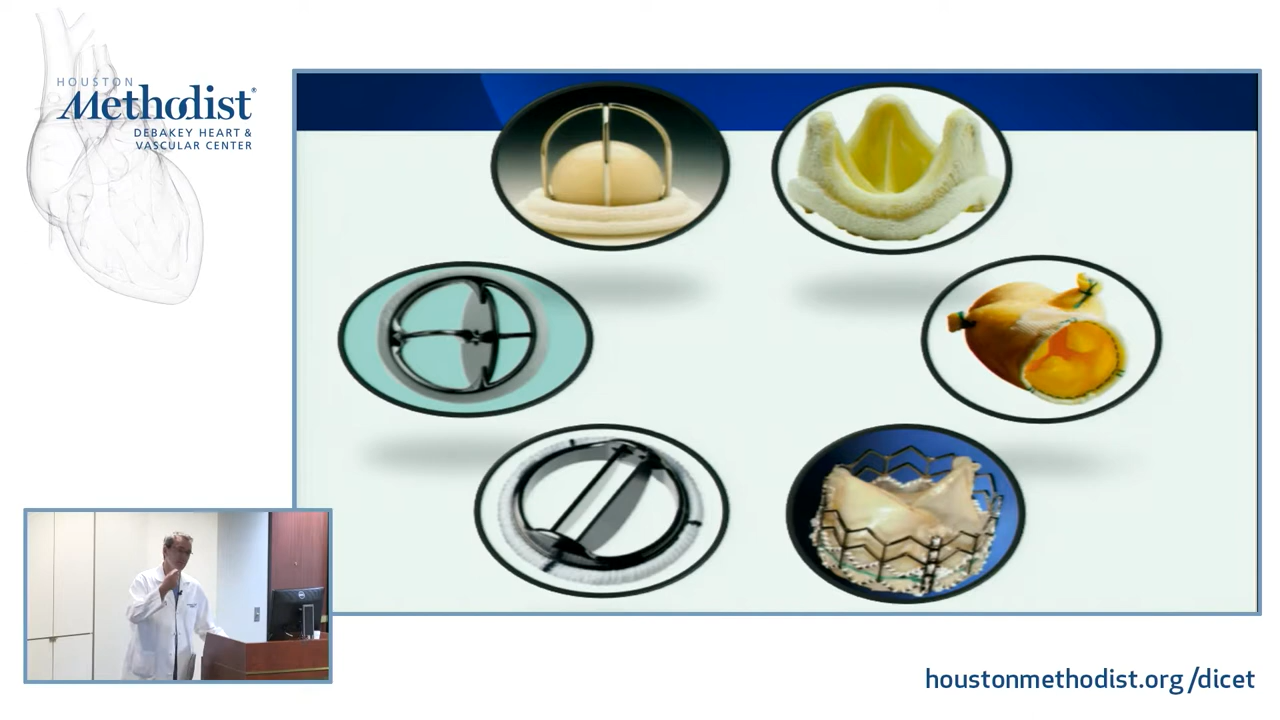 HOUSTON
Methodist®
DEBAKEY HEART &
VASCULAR CENTER
houstonmethodist.org/dicet